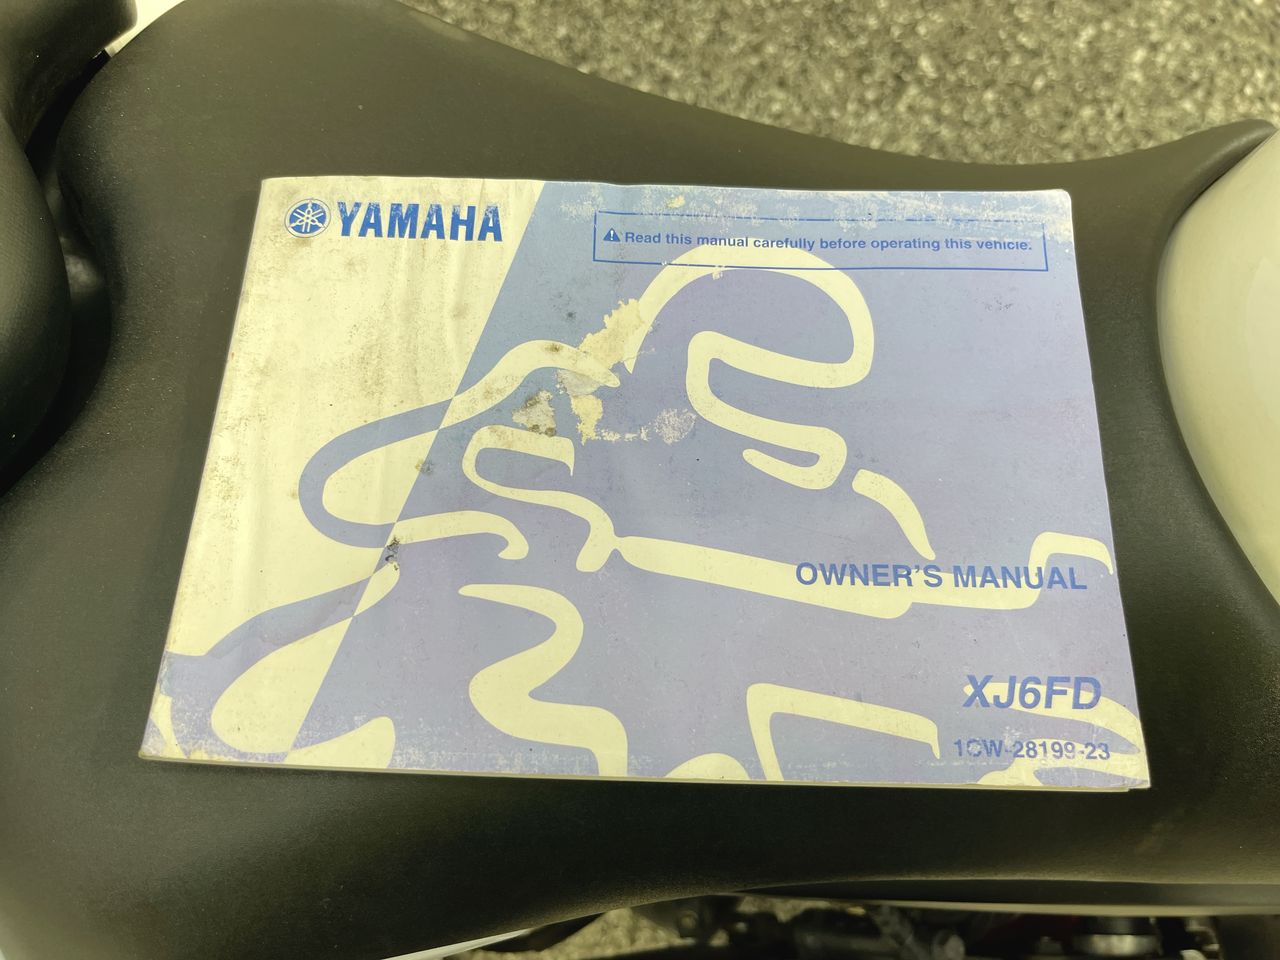 YAMAHA
Read this manual carefully before operating this vehicle.
OWNER'S MANUAL
XJ6FD
1CW-28199-23